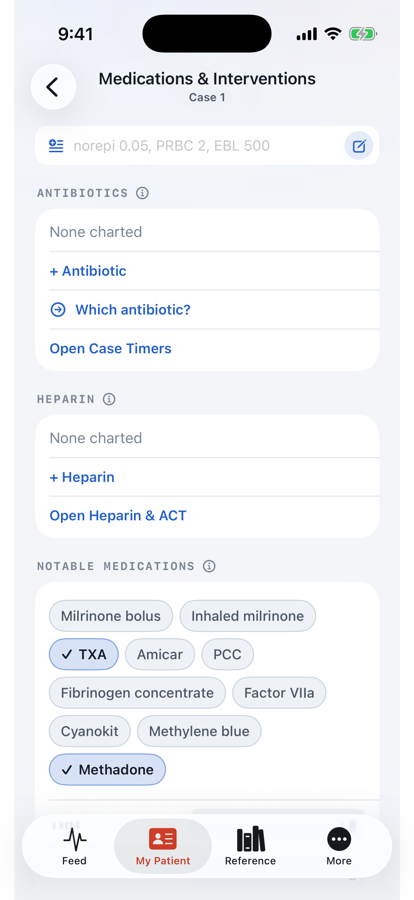 9:41
Medications & Interventions
Case 1
norepi 0.05, PRBC 2, EBL 500
ANTIBIOTICS
None charted
+ Antibiotic
Which antibiotic?
Open Case Timers
HEPARIN
None charted
+ Heparin
Open Heparin & ACT
NOTABLE MEDICATIONS
Milrinone bolus Inhaled milrinone
✓ TXA Amicar PCC
Fibrinogen concentrate Factor VIIa
Cyanokit Methylene blue
✓ Methadone
Feed My Patient Reference More